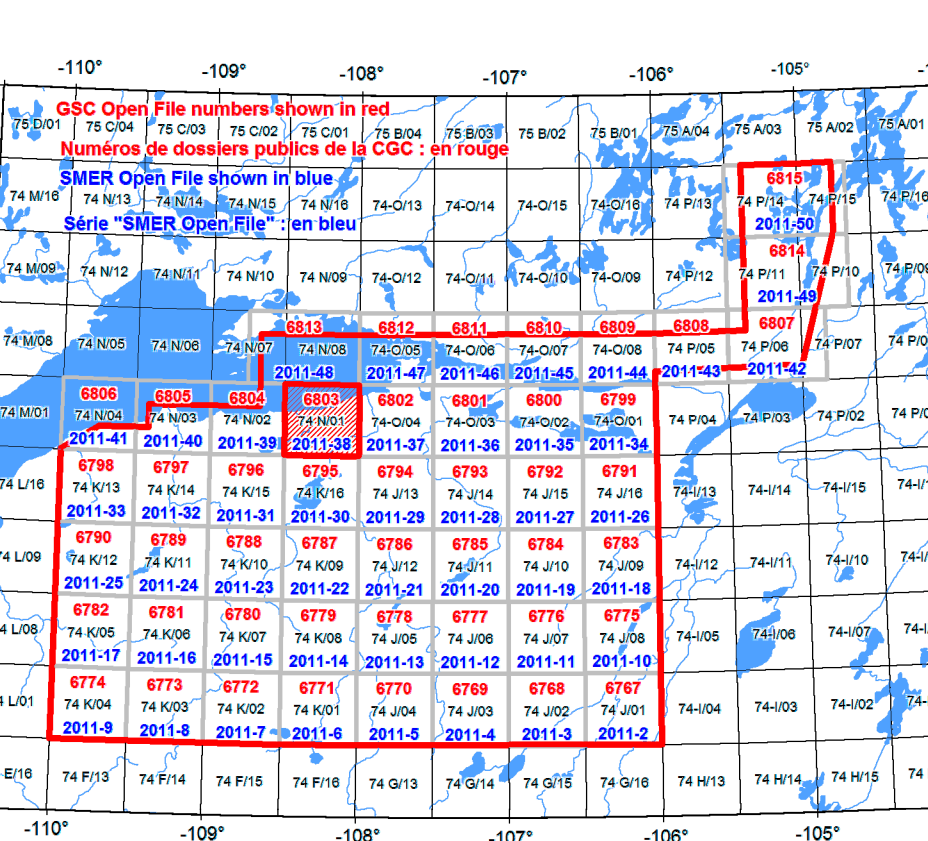 -110° -109° -108° -107° -106° -105°
GSC Open File numbers shown in red
75 D/01 75 C/04 75 C/03 75 C/02 75 C/01 75 B/04 75 B/03 75 B/02 75 B/01 75 A/04 75 A/03 75 A/02 75 A/01
Numéros de dossiers publics de la CGC : en rouge
SMER Open File shown in blue
6815
74 M/16 74 N/13 74 N/14 74 N/15 74 N/16 74-O/13 74-O/14 74-O/15 74-O/16 74 P/13 74 P/14 74 P/15 74 P/16
Série "SMER Open File" : en bleu
2011-50
6814
74 M/09 74 N/12 74 N/11 74 N/10 74 N/09 74-O/12 74-O/11 74-O/10 74-O/09 74 P/12 74 P/11 74 P/10 74 P/09
2011-49
6813 6812 6811 6810 6809 6808 6807
74 M/08 74 N/05 74 N/06 74 N/07 74 N/08 74-O/05 74-O/06 74-O/07 74-O/08 74 P/05 74 P/06 74 P/07
2011-48 2011-47 2011-46 2011-45 2011-44 2011-43 2011-42
6806 6805 6804 6803 6802 6801 6800 6799
74 M/01 74 N/04 74 N/03 74 N/02 74 N/01 74-O/04 74-O/03 74-O/02 74-O/01 74 P/04 74 P/03 74 P/02
2011-41 2011-40 2011-39 2011-38 2011-37 2011-36 2011-35 2011-34
6798 6797 6796 6795 6794 6793 6792 6791
74 L/16 74 K/13 74 K/14 74 K/15 74 K/16 74 J/13 74 J/14 74 J/15 74 J/16 74-I/13 74-I/14 74-I/15
2011-33 2011-32 2011-31 2011-30 2011-29 2011-28 2011-27 2011-26
6790 6789 6788 6787 6786 6785 6784 6783
74 L/09 74 K/12 74 K/11 74 K/10 74 K/09 74 J/12 74 J/11 74 J/10 74 J/09 74-I/12 74-I/11 74-I/10
2011-25 2011-24 2011-23 2011-22 2011-21 2011-20 2011-19 2011-18
6782 6781 6780 6779 6778 6777 6776 6775
74 L/08 74 K/05 74 K/06 74 K/07 74 K/08 74 J/05 74 J/06 74 J/07 74 J/08 74-I/05 74-I/06 74-I/07
2011-17 2011-16 2011-15 2011-14 2011-13 2011-12 2011-11 2011-10
6774 6773 6772 6771 6770 6769 6768 6767
L/01 74 K/04 74 K/03 74 K/02 74 K/01 74 J/04 74 J/03 74 J/02 74 J/01 74-I/04 74-I/03 74-I/02
2011-9 2011-8 2011-7 2011-6 2011-5 2011-4 2011-3 2011-2
E/16 74 F/13 74 F/14 74 F/15 74 F/16 74 G/13 74 G/14 74 G/15 74 G/16 74 H/13 74 H/14 74 H/15 74
-110° -109° -108° -107° -106° -105°